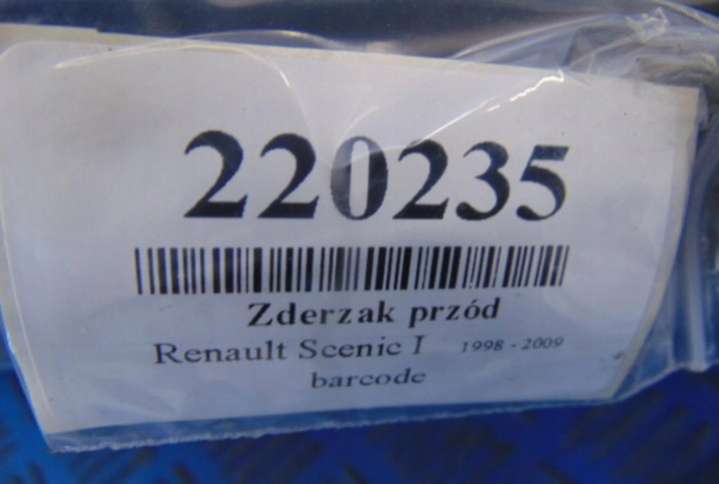 220235
Zderzak przód
Renault Scenic I 1998 - 2009
barcode